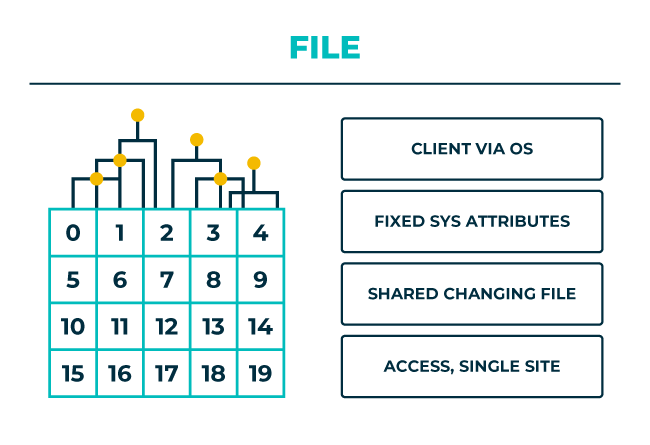 FILE
0 1 2 3 4
5 6 7 8 9
10 11 12 13 14
15 16 17 18 19
CLIENT VIA OS
FIXED SYS ATTRIBUTES
SHARED CHANGING FILE
ACCESS, SINGLE SITE